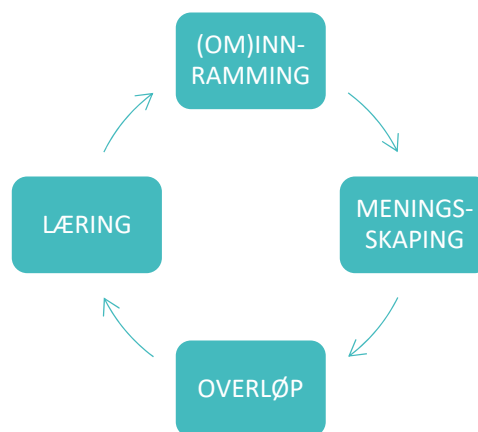 (OM)INN-
RAMMING
MENINGS-
SKAPING
OVERLØP
LÆRING